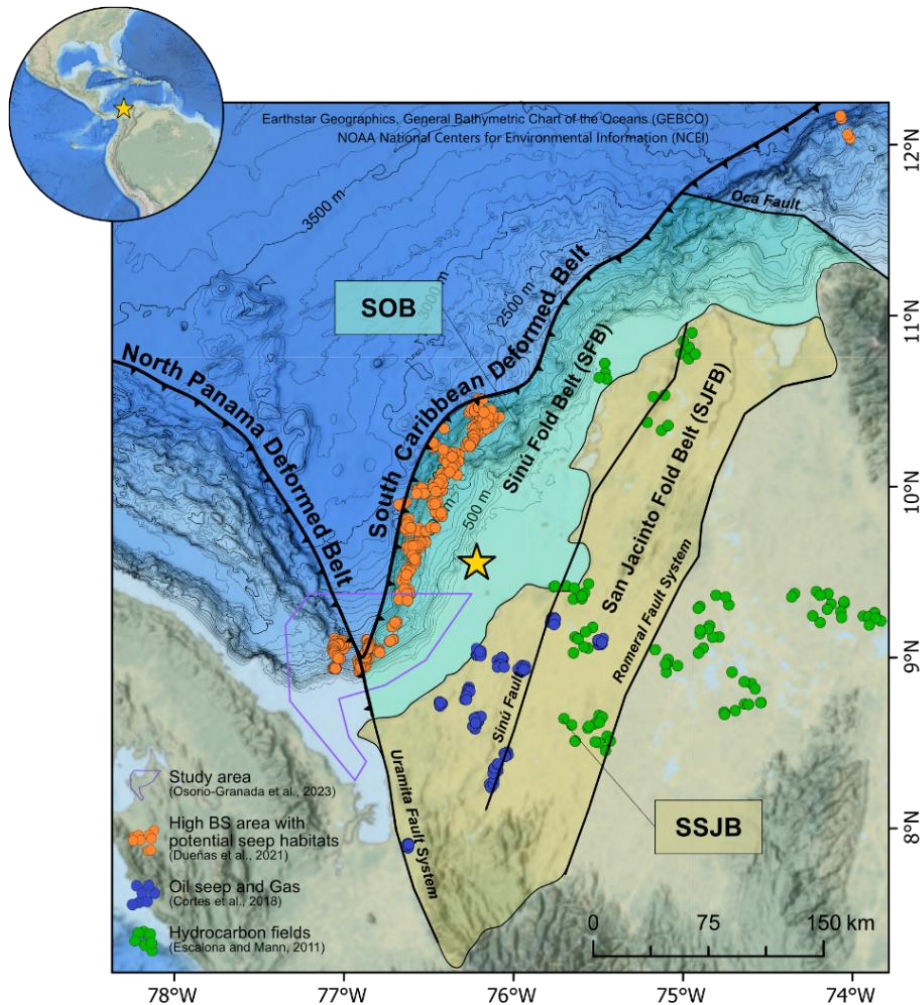 Earthstar Geographics, General Bathymetric Chart of the Oceans (GEBCO)
NOAA National Centers for Environmental Information (NCEI)
12°N
Oca Fault
3500 m
2500 m
SOB
11°N
South Caribbean Deformed Belt
North Panama Deformed Belt
Sinú Fold Belt (SFB)
10°N
500 m
San Jacinto Fold Belt (SJFB)
Romeral Fault System
9°N
Sinú Fault
Uramita Fault System
SSJB
8°N
Study area
(Osorio-Granada et al., 2023)
High BS area with
potential seep habitats
(Dueñas et al., 2021)
Oil seep and Gas
(Cortes et al., 2018)
Hydrocarbon fields
(Escalona and Mann, 2011)
0 75 150 km
78°W 77°W 76°W 75°W 74°W